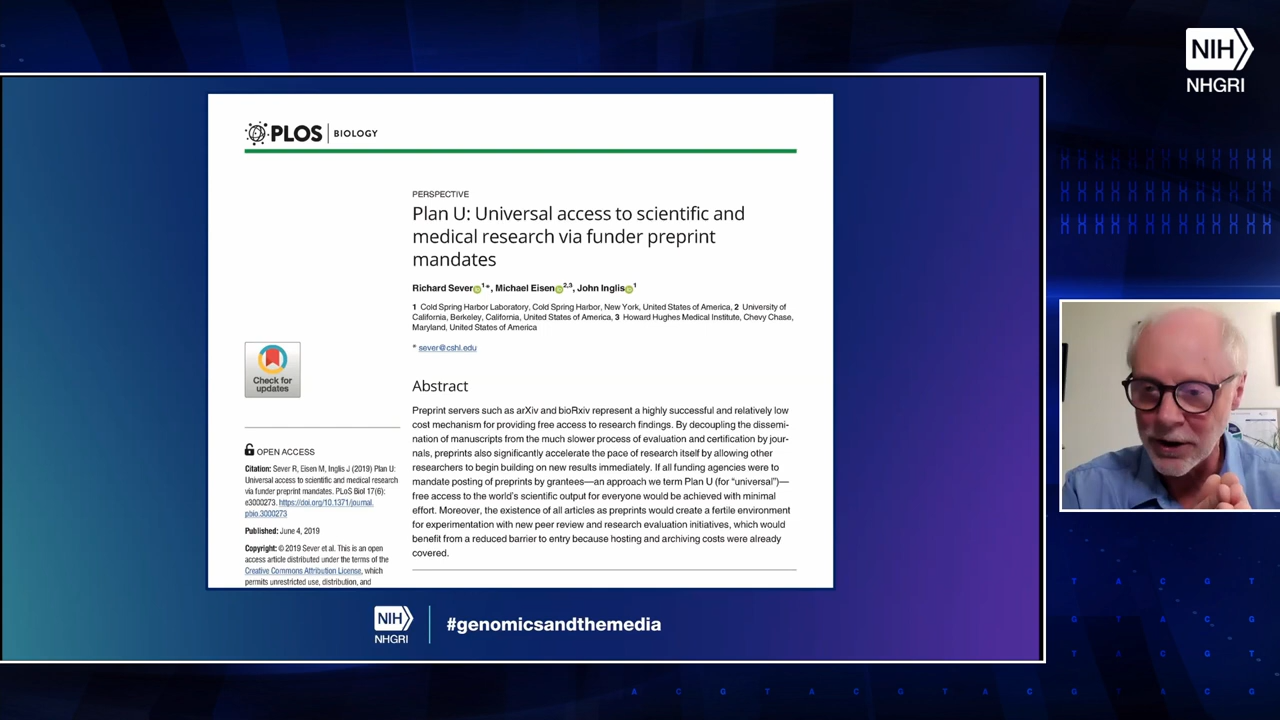 NIH
NHGRI
PLOS | BIOLOGY
PERSPECTIVE
Plan U: Universal access to scientific and
medical research via funder preprint
mandates
Richard Sever1*, Michael Eisen2,3, John Inglis1
1 Cold Spring Harbor Laboratory, Cold Spring Harbor, New York, United States of America, 2 University of
California, Berkeley, California, United States of America, 3 Howard Hughes Medical Institute, Chevy Chase,
Maryland, United States of America
* sever@cshl.edu
Check for
updates
Abstract
Preprint servers such as arXiv and bioRxiv represent a highly successful and relatively low
cost mechanism for providing free access to research findings. By decoupling the dissemi-
nation of manuscripts from the much slower process of evaluation and certification by jour-
nals, preprints also significantly accelerate the pace of research itself by allowing other
researchers to begin building on new results immediately. If all funding agencies were to
mandate posting of preprints by grantees—an approach we term Plan U (for “universal”)—
free access to the world’s scientific output for everyone would be achieved with minimal
effort. Moreover, the existence of all articles as preprints would create a fertile environment
for experimentation with new peer review and research evaluation initiatives, which would
benefit from a reduced barrier to entry because hosting and archiving costs were already
covered.
OPEN ACCESS
Citation: Sever R, Eisen M, Inglis J (2019) Plan U:
Universal access to scientific and medical research
via funder preprint mandates. PLoS Biol 17(6):
e3000273. https://doi.org/10.1371/journal.
pbio.3000273
Published: June 4, 2019
Copyright: © 2019 Sever et al. This is an open
access article distributed under the terms of the
Creative Commons Attribution License, which
permits unrestricted use, distribution, and
NIH
NHGRI
#genomicsandthemedia
T A C G T
T A C G T
T A C G T
A C G T A C G T A C G T A C G